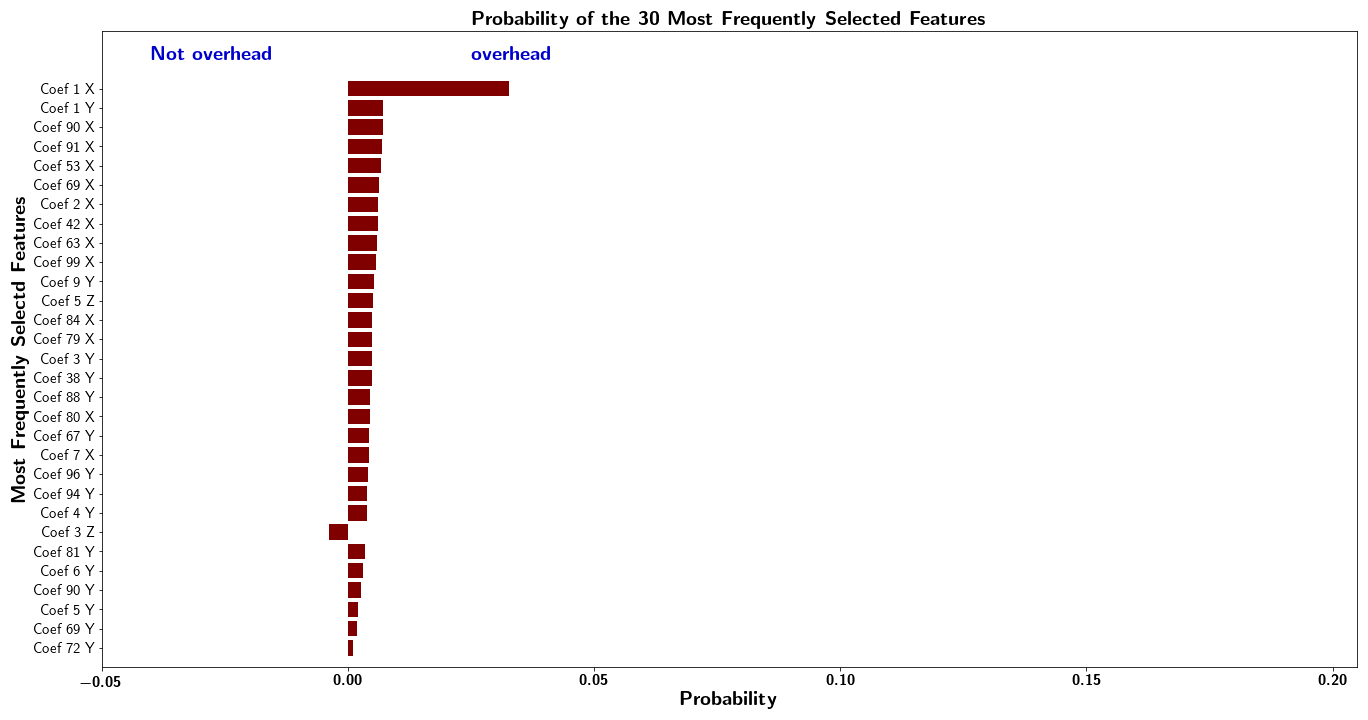 Probability of the 30 Most Frequently Selected Features
Not overhead
overhead
Most Frequently Selectd Features
Coef 1 X
Coef 1 Y
Coef 90 X
Coef 91 X
Coef 53 X
Coef 69 X
Coef 2 X
Coef 42 X
Coef 63 X
Coef 99 X
Coef 9 Y
Coef 5 Z
Coef 84 X
Coef 79 X
Coef 3 Y
Coef 38 Y
Coef 88 Y
Coef 80 X
Coef 67 Y
Coef 7 X
Coef 96 Y
Coef 94 Y
Coef 4 Y
Coef 3 Z
Coef 81 Y
Coef 6 Y
Coef 90 Y
Coef 5 Y
Coef 69 Y
Coef 72 Y
−0.05 0.00 0.05 0.10 0.15 0.20
Probability